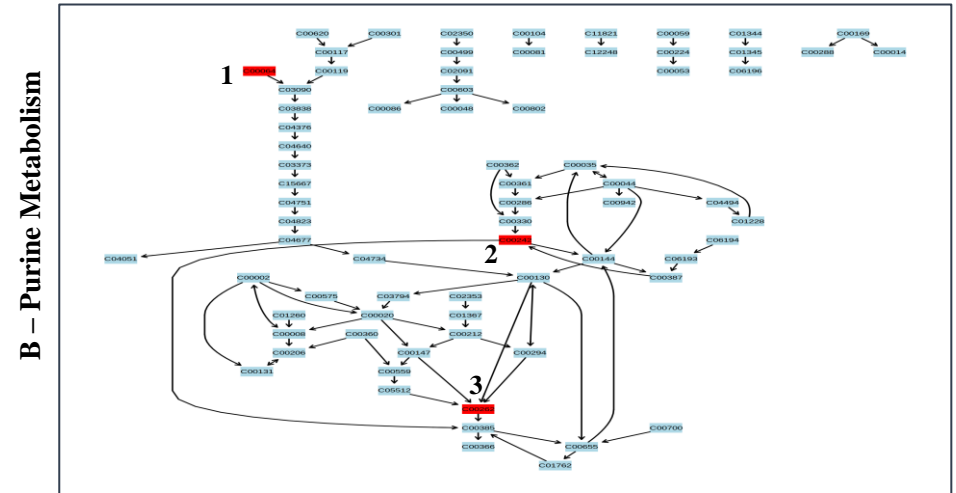 B – Purine Metabolism
C00620 C00301 C02350 C00104 C11821 C00059 C01344 C00169
C00117 C00499 C00081 C12248 C00224 C01345 C00288 C00014
1 C00064 C00119 C02091 C00053 C06196
C03090 C00603
C03838 C00086 C00048 C00802
C04376
C04640
C03373 C00362 C00035
C15667 C00361 C00044
C04751 C00286 C00942 C04494
C04823 C00330 C01228
C04677 C00242 C06194
2
C04051 C04734 C00144 C06193
C00002 C00130 C00387
C00575 C03794 C02353
C01260 C00020 C01367
C00008 C00360 C00212
C00206 C00147 C00294
C00131 C00559
3
C05512
C00262
C00385 C00700
C00366 C00655
C01762